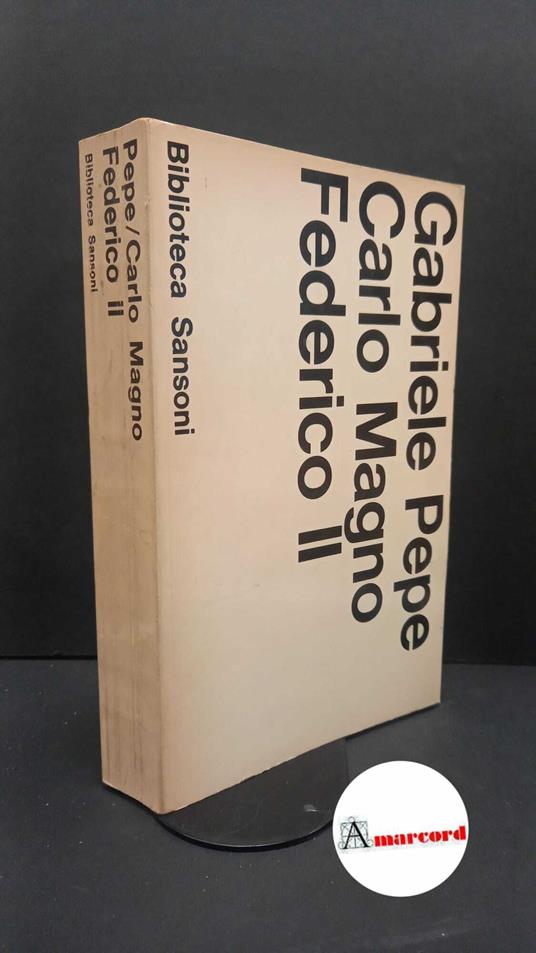 Gabriele Pepe
Carlo Magno
Federico II
Biblioteca Sansoni
Pepe/Carlo Magno
Federico II
Biblioteca Sansoni
Amarcord